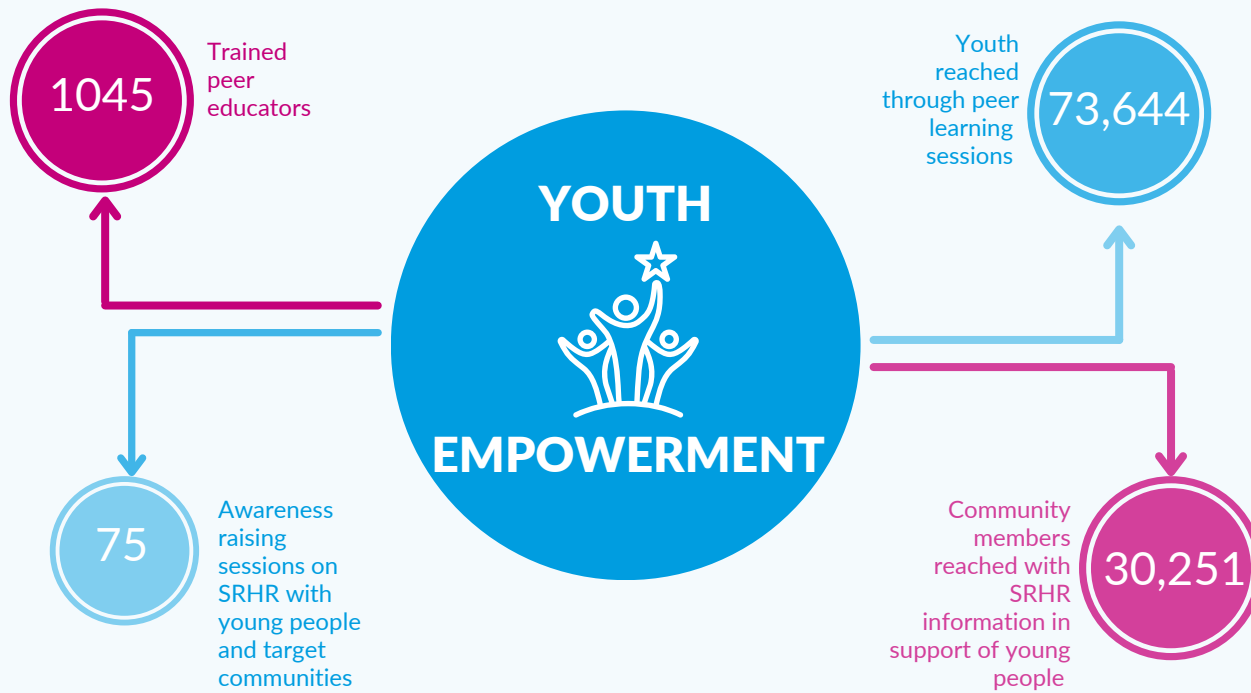 1045
Trained
peer
educators
Youth
reached
through peer
learning
sessions
73,644
YOUTH
EMPOWERMENT
75
Awareness
raising
sessions on
SRHR with
young people
and target
communities
Community
members
reached with
SRHR
information in
support of young
people
30,251